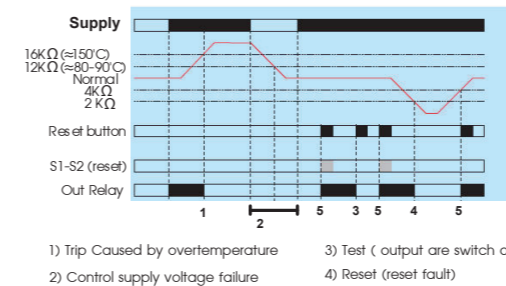 Supply
16KΩ(≈150'C)
12KΩ(≈80-90'C)
Normal
4KΩ
2 KΩ
Reset button
S1-S2 (reset)
Out Relay
1 2 5 3 5 4 5
1) Trip Caused by overtemperature
3) Test ( output are switch
2) Control supply voltage failure
4) Reset (reset fault)